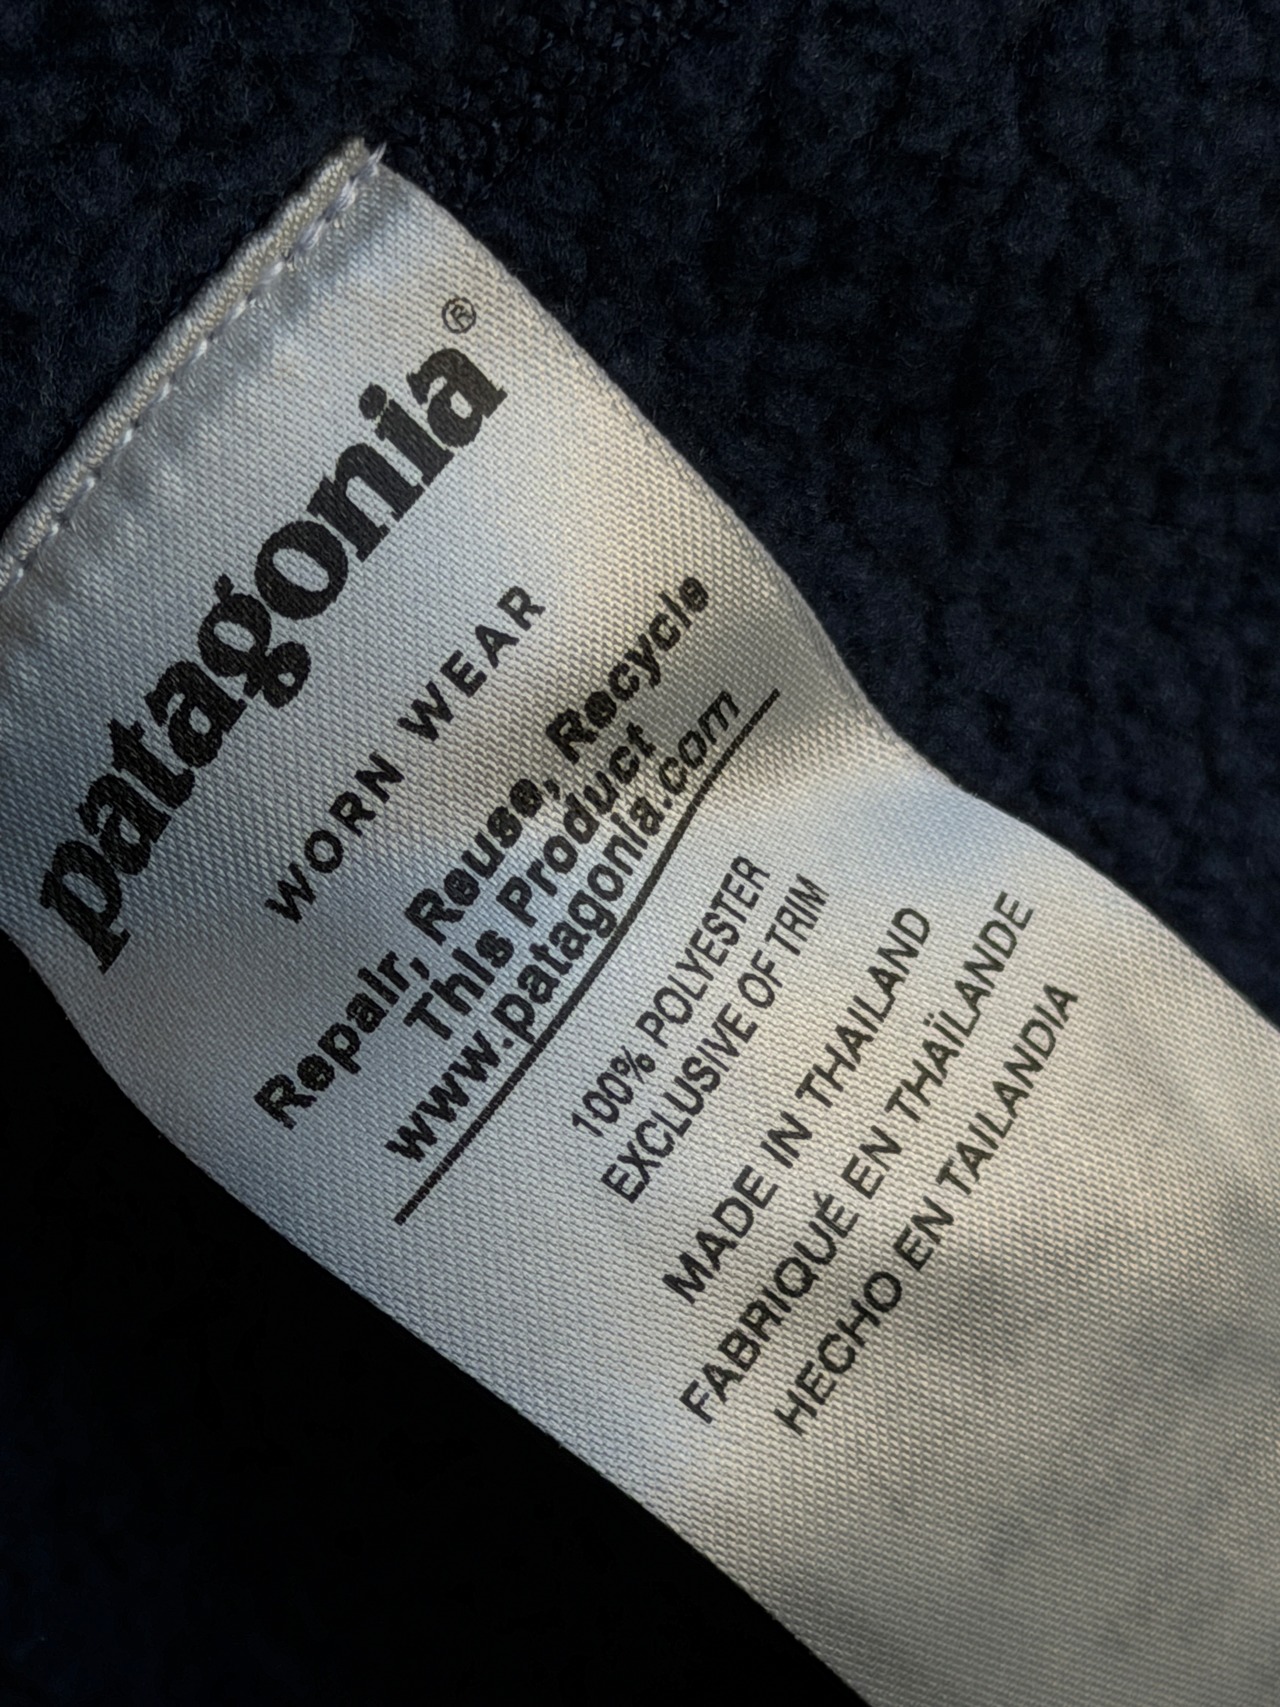 patagonia®
WORN WEAR
Repair, Reuse, Recycle
This Product
www.patagonia.com
100% POLYESTER
EXCLUSIVE OF TRIM
MADE IN THAILAND
FABRIQUÉ EN THAÏLANDE
HECHO EN TAILANDIA